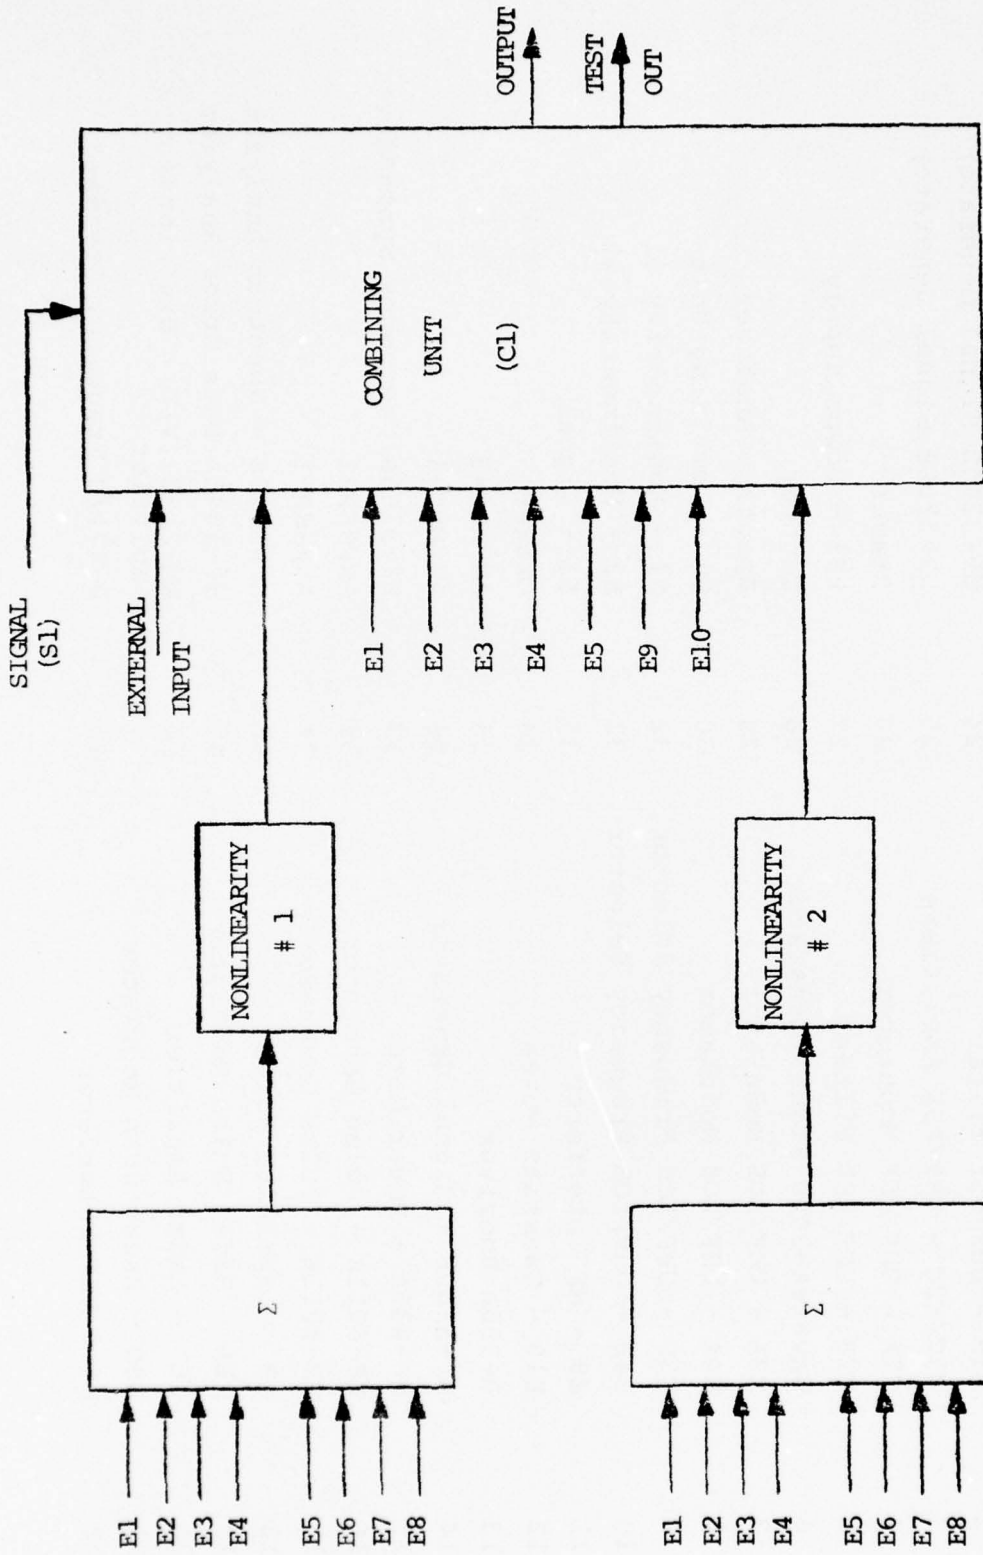 SIGNAL
(S1)
EXTERNAL
INPUT
COMBINING
UNIT
(C1)
OUTPUT
TEST
OUT
NONLINEARITY
# 1
Σ
E1
E2
E3
E4
E5
E6
E7
E8
E1
E2
E3
E4
E5
E9
E10
NONLINEARITY
# 2
Σ
E1
E2
E3
E4
E5
E6
E7
E8